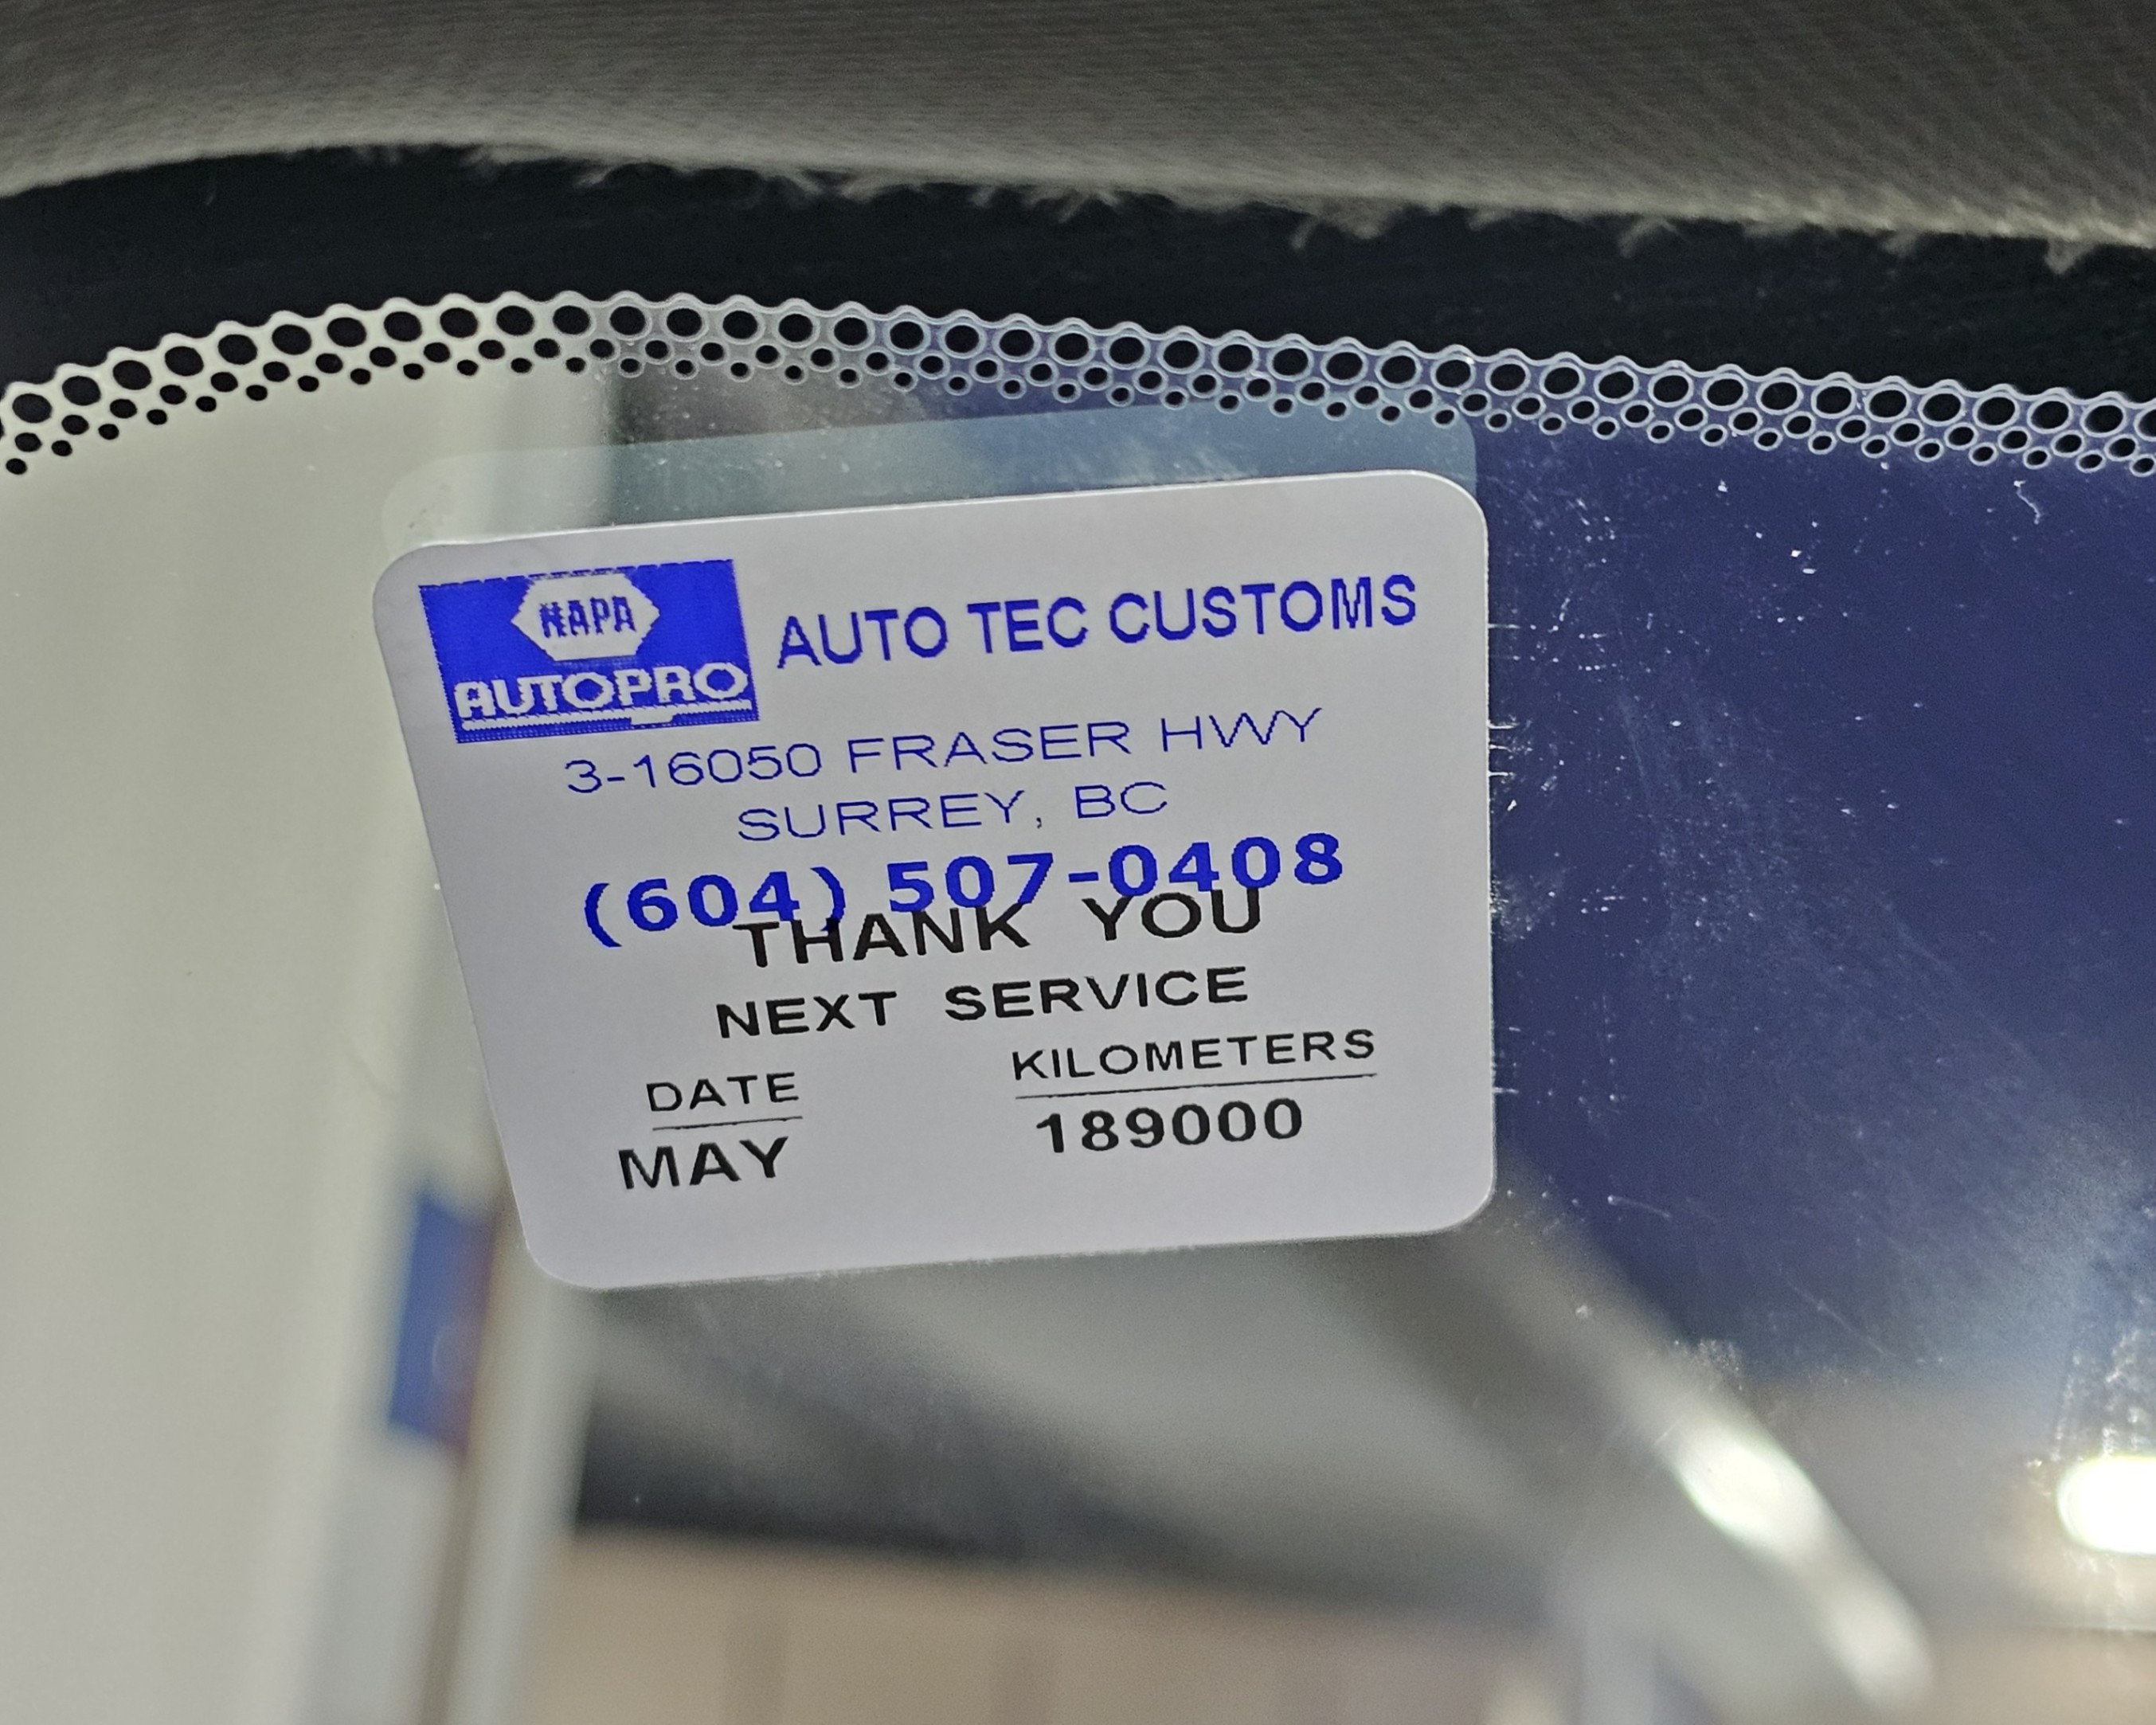 NAPA
AUTOPRO
AUTO TEC CUSTOMS
3-16050 FRASER HWY
SURREY, BC
(604) 507-0408
THANK YOU
NEXT SERVICE
DATE KILOMETERS
MAY 189000